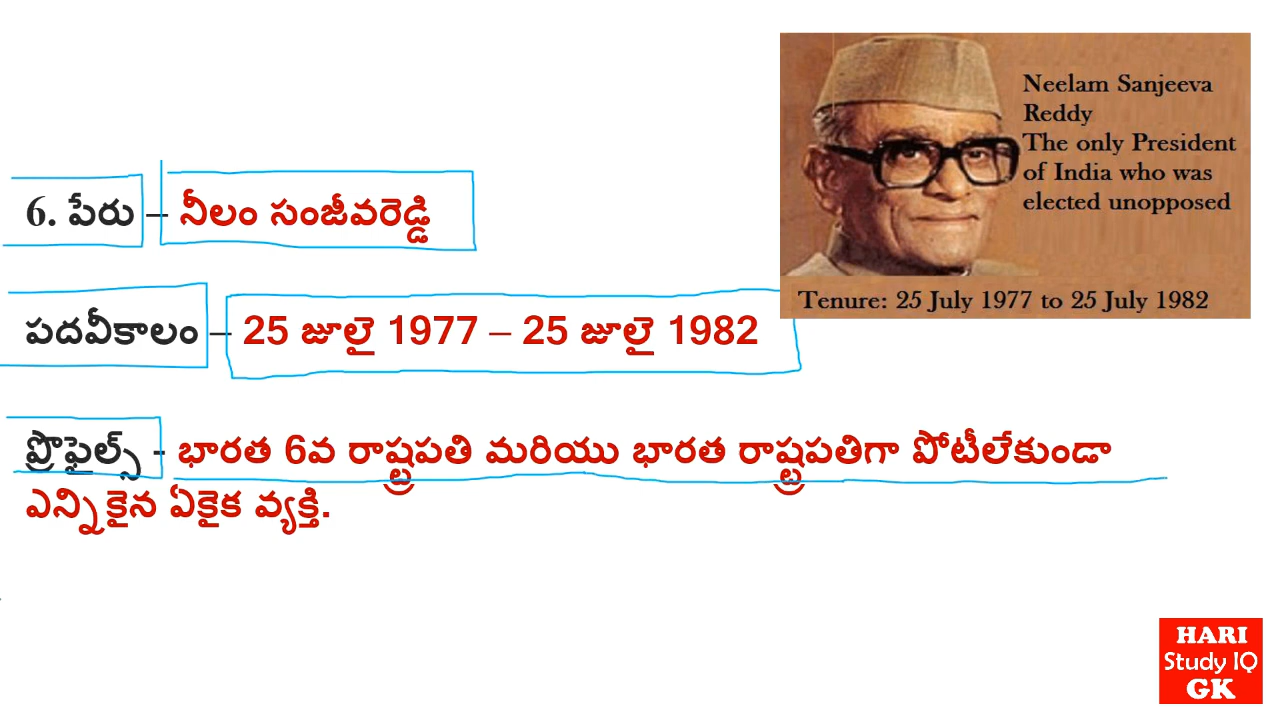 Neelam Sanjeeva
Reddy
The only President
of India who was
elected unopposed
Tenure: 25 July 1977 to 25 July 1982
6. పేరు – నీలం సంజీవరెడ్డి
పదవీకాలం – 25 జూలై 1977 – 25 జూలై 1982
ప్రొఫైల్స్ - భారత 6వ రాష్ట్రపతి మరియు భారత రాష్ట్రపతిగా పోటీలేకుండా
ఎన్నికైన ఏకైక వ్యక్తి.
HARI
Study IQ
GK